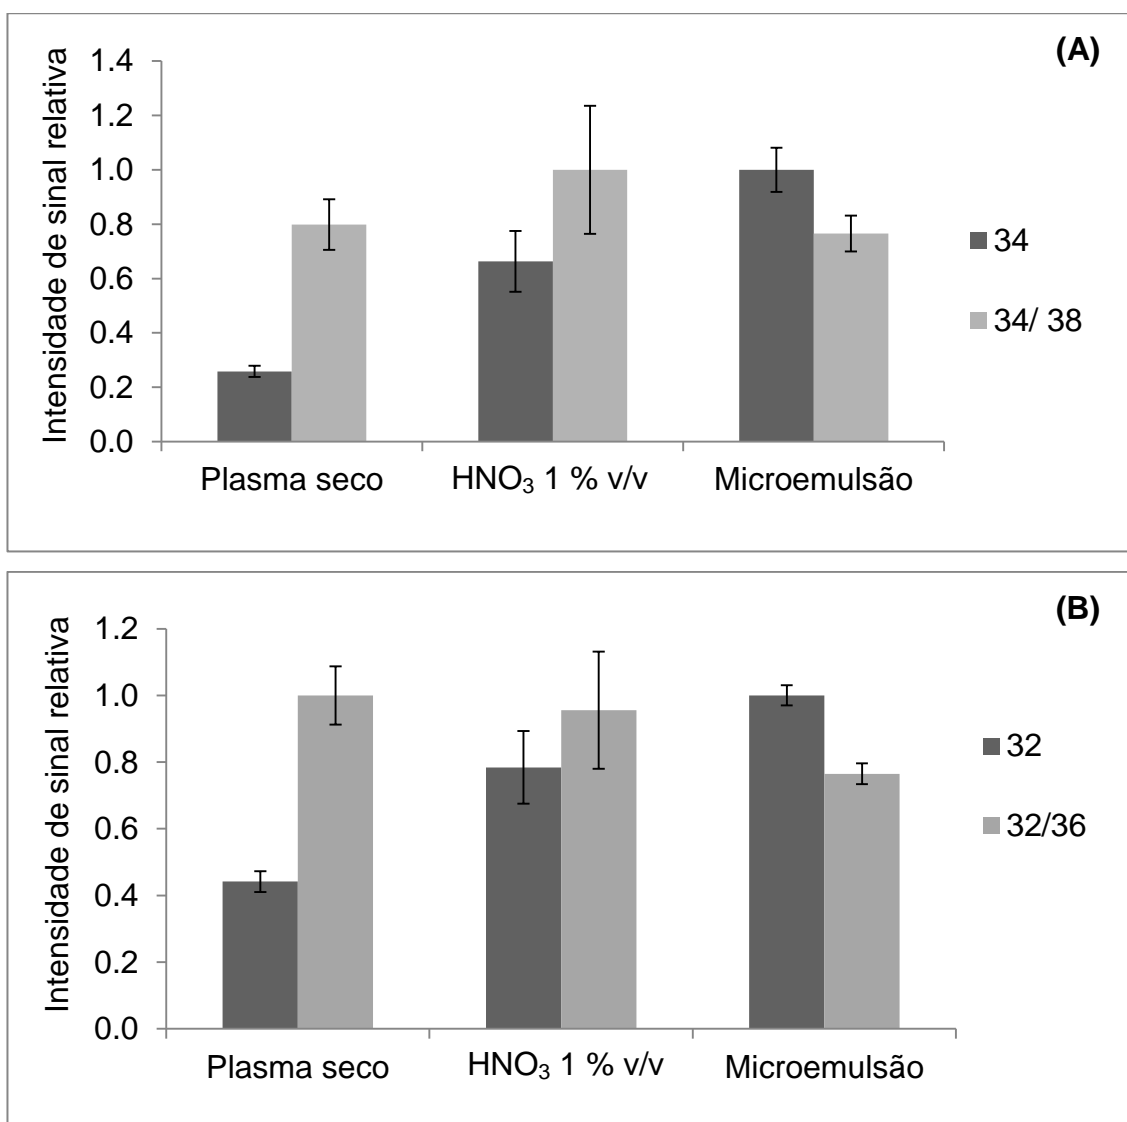 (A)
Intensidade de sinal relativa
1.4
1.2
1.0
0.8
0.6
0.4
0.2
0.0
Plasma seco
HNO₃ 1 % v/v
Microemulsão
34
34/ 38
(B)
Intensidade de sinal relativa
1.2
1.0
0.8
0.6
0.4
0.2
0.0
Plasma seco
HNO₃ 1 % v/v
Microemulsão
32
32/36